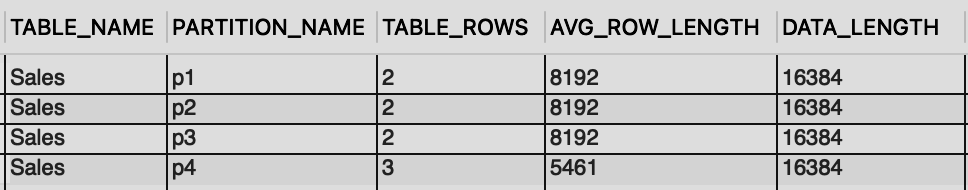 TABLE_NAME PARTITION_NAME TABLE_ROWS AVG_ROW_LENGTH DATA_LENGTH
Sales p1 2 8192 16384
Sales p2 2 8192 16384
Sales p3 2 8192 16384
Sales p4 3 5461 16384